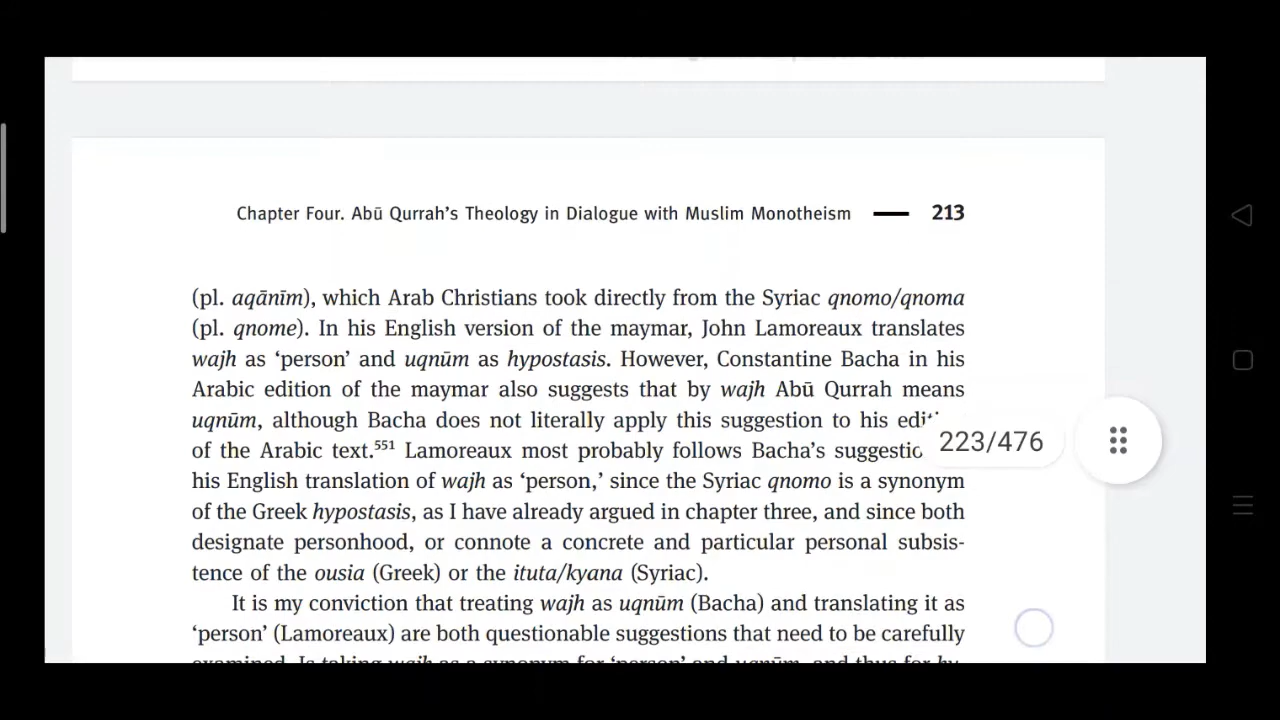 Chapter Four. Abū Qurrah's Theology in Dialogue with Muslim Monotheism — 213
(pl. aqānīm), which Arab Christians took directly from the Syriac qnomo/qnoma
(pl. qnome). In his English version of the maymar, John Lamoreaux translates
wajh as ‘person’ and uqnūm as hypostasis. However, Constantine Bacha in his
Arabic edition of the maymar also suggests that by wajh Abū Qurrah means
uqnūm, although Bacha does not literally apply this suggestion to his
of the Arabic text.551 Lamoreaux most probably follows Bacha’s
223/476
his English translation of wajh as ‘person,’ since the Syriac qnomo is a synonym
of the Greek hypostasis, as I have already argued in chapter three, and since both
designate personhood, or connote a concrete and particular personal subsis-
tence of the ousia (Greek) or the ituta/kyana (Syriac).
It is my conviction that treating wajh as uqnūm (Bacha) and translating it as
‘person’ (Lamoreaux) are both questionable suggestions that need to be carefully